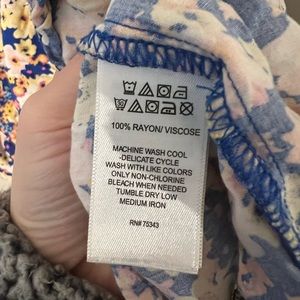 100% RAYON/ VISCOSE
MACHINE WASH COOL
-DELICATE CYCLE
WASH WITH LIKE COLORS
ONLY NON-CHLORINE
BLEACH WHEN NEEDED
TUMBLE DRY LOW
MEDIUM IRON
RN# 75343